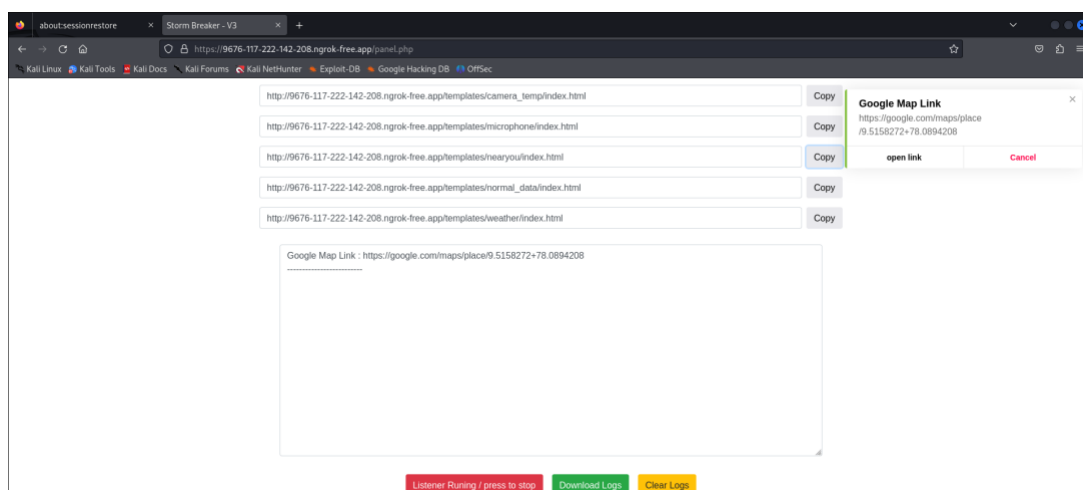 about:sessionrestore
Storm Breaker - V3
https://9676-117-222-142-208.ngrok-free.app/panel.php
Kali Linux Kali Tools Kali Docs Kali Forums Kali NetHunter Exploit-DB Google Hacking DB OffSec
http://9676-117-222-142-208.ngrok-free.app/templates/camera_temp/index.html Copy
http://9676-117-222-142-208.ngrok-free.app/templates/microphone/index.html Copy
http://9676-117-222-142-208.ngrok-free.app/templates/nearyou/index.html Copy
http://9676-117-222-142-208.ngrok-free.app/templates/normal_data/index.html Copy
http://9676-117-222-142-208.ngrok-free.app/templates/weather/index.html Copy
Google Map Link
https://google.com/maps/place
/9.5158272+78.0894208
open link Cancel
Google Map Link : https://google.com/maps/place/9.5158272+78.0894208
-------------------------
Listener Runing / press to stop Download Logs Clear Logs